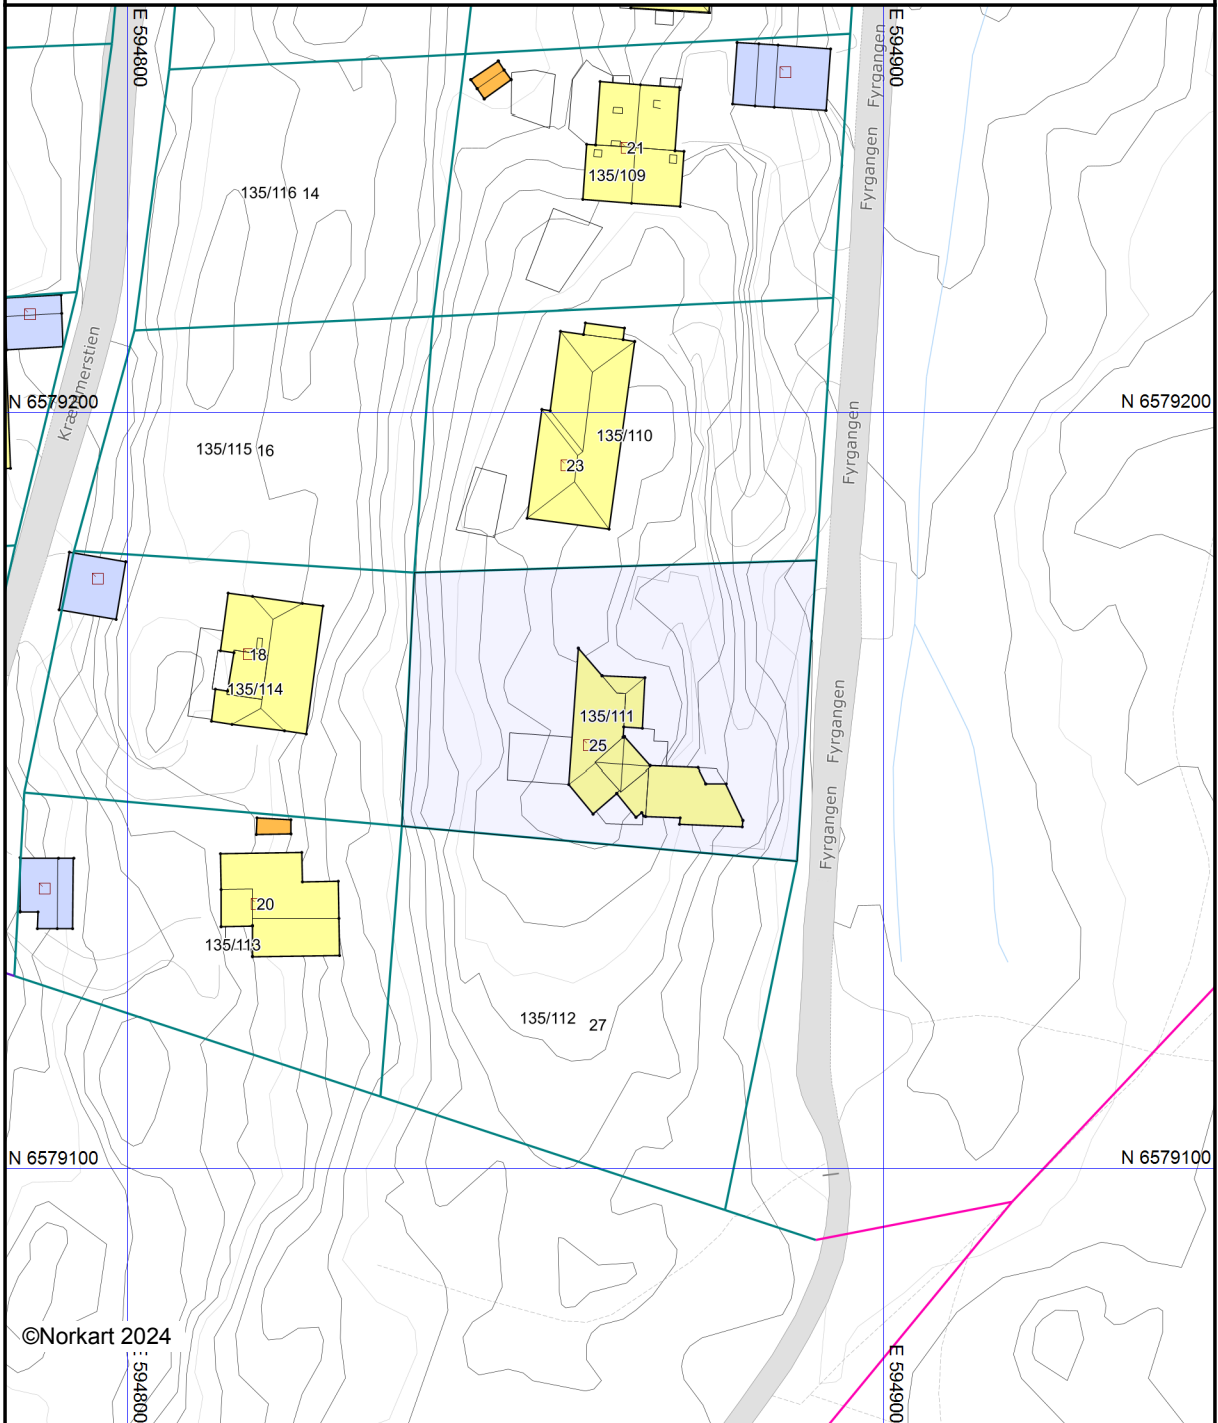 E 594800
E 594900
Fyrgangen
Fyrgangen
21
135/109
135/116 14
Kræmmerstien
N 6579200
N 6579200
Fyrgangen
135/110
135/115 16
23
18
135/114
135/111
Fyrgangen
25
Fyrgangen
20
135/113
135/112 27
N 6579100
N 6579100
©Norkart 2024
E 594800
E 594900